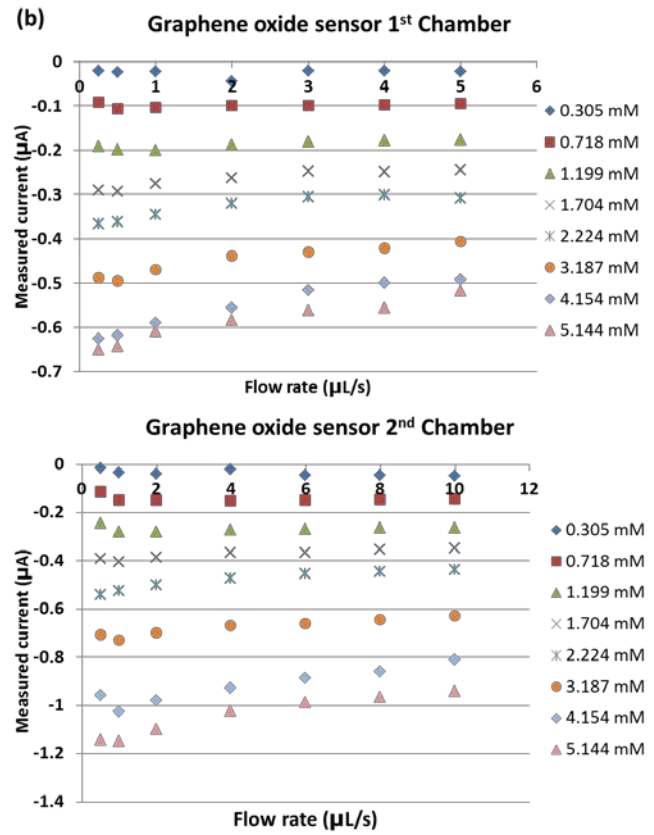 (b)
Graphene oxide sensor 1st Chamber
0
0 1 2 3 4 5 6
-0.1
-0.2
-0.3
-0.4
-0.5
-0.6
-0.7
Measured current (µA)
Flow rate (µL/s)
0.305 mM
0.718 mM
1.199 mM
1.704 mM
2.224 mM
3.187 mM
4.154 mM
5.144 mM
Graphene oxide sensor 2nd Chamber
0
0 2 4 6 8 10 12
-0.2
-0.4
-0.6
-0.8
-1
-1.2
-1.4
Measured current (µA)
Flow rate (µL/s)
0.305 mM
0.718 mM
1.199 mM
1.704 mM
2.224 mM
3.187 mM
4.154 mM
5.144 mM